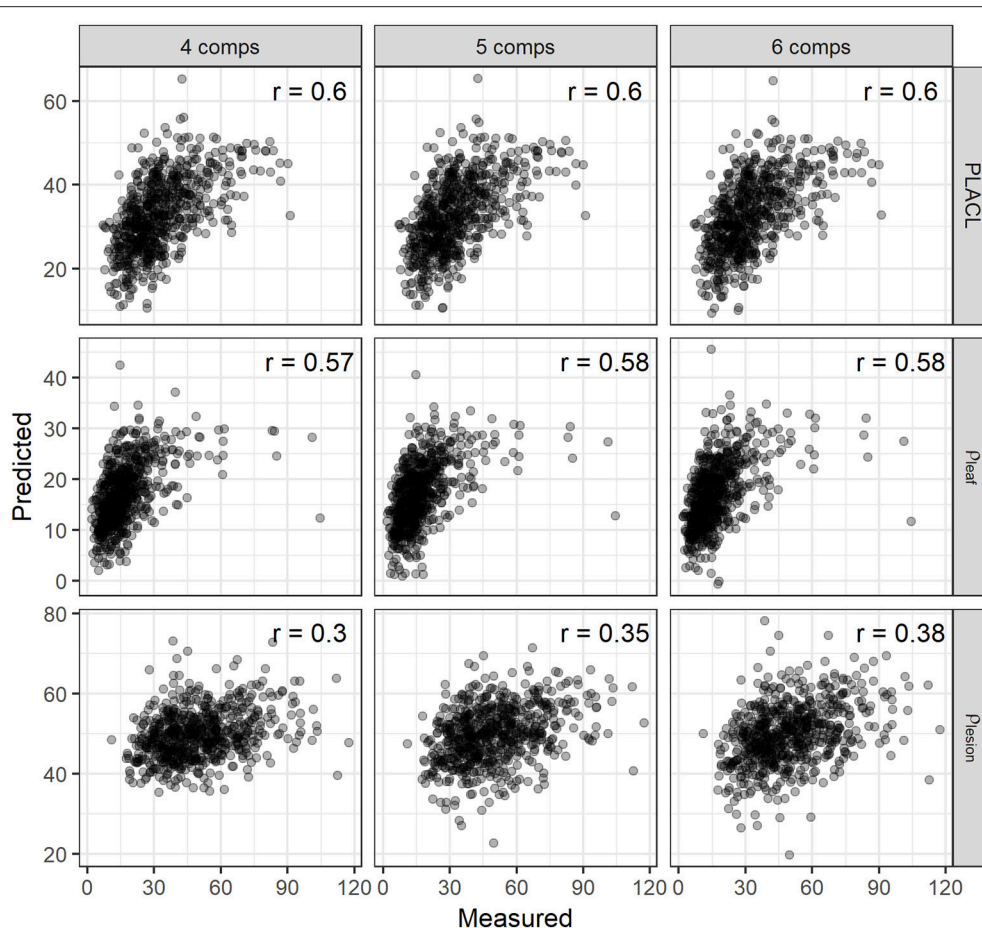 4 comps 5 comps 6 comps
r = 0.6 r = 0.6 r = 0.6
60
40
20
PLACL
r = 0.57 r = 0.58 r = 0.58
40
30
20
10
0
ρleaf
Predicted
80
r = 0.3 r = 0.35 r = 0.38
60
40
20
ρlesion
0 30 60 90 120 0 30 60 90 120 0 30 60 90 120
Measured